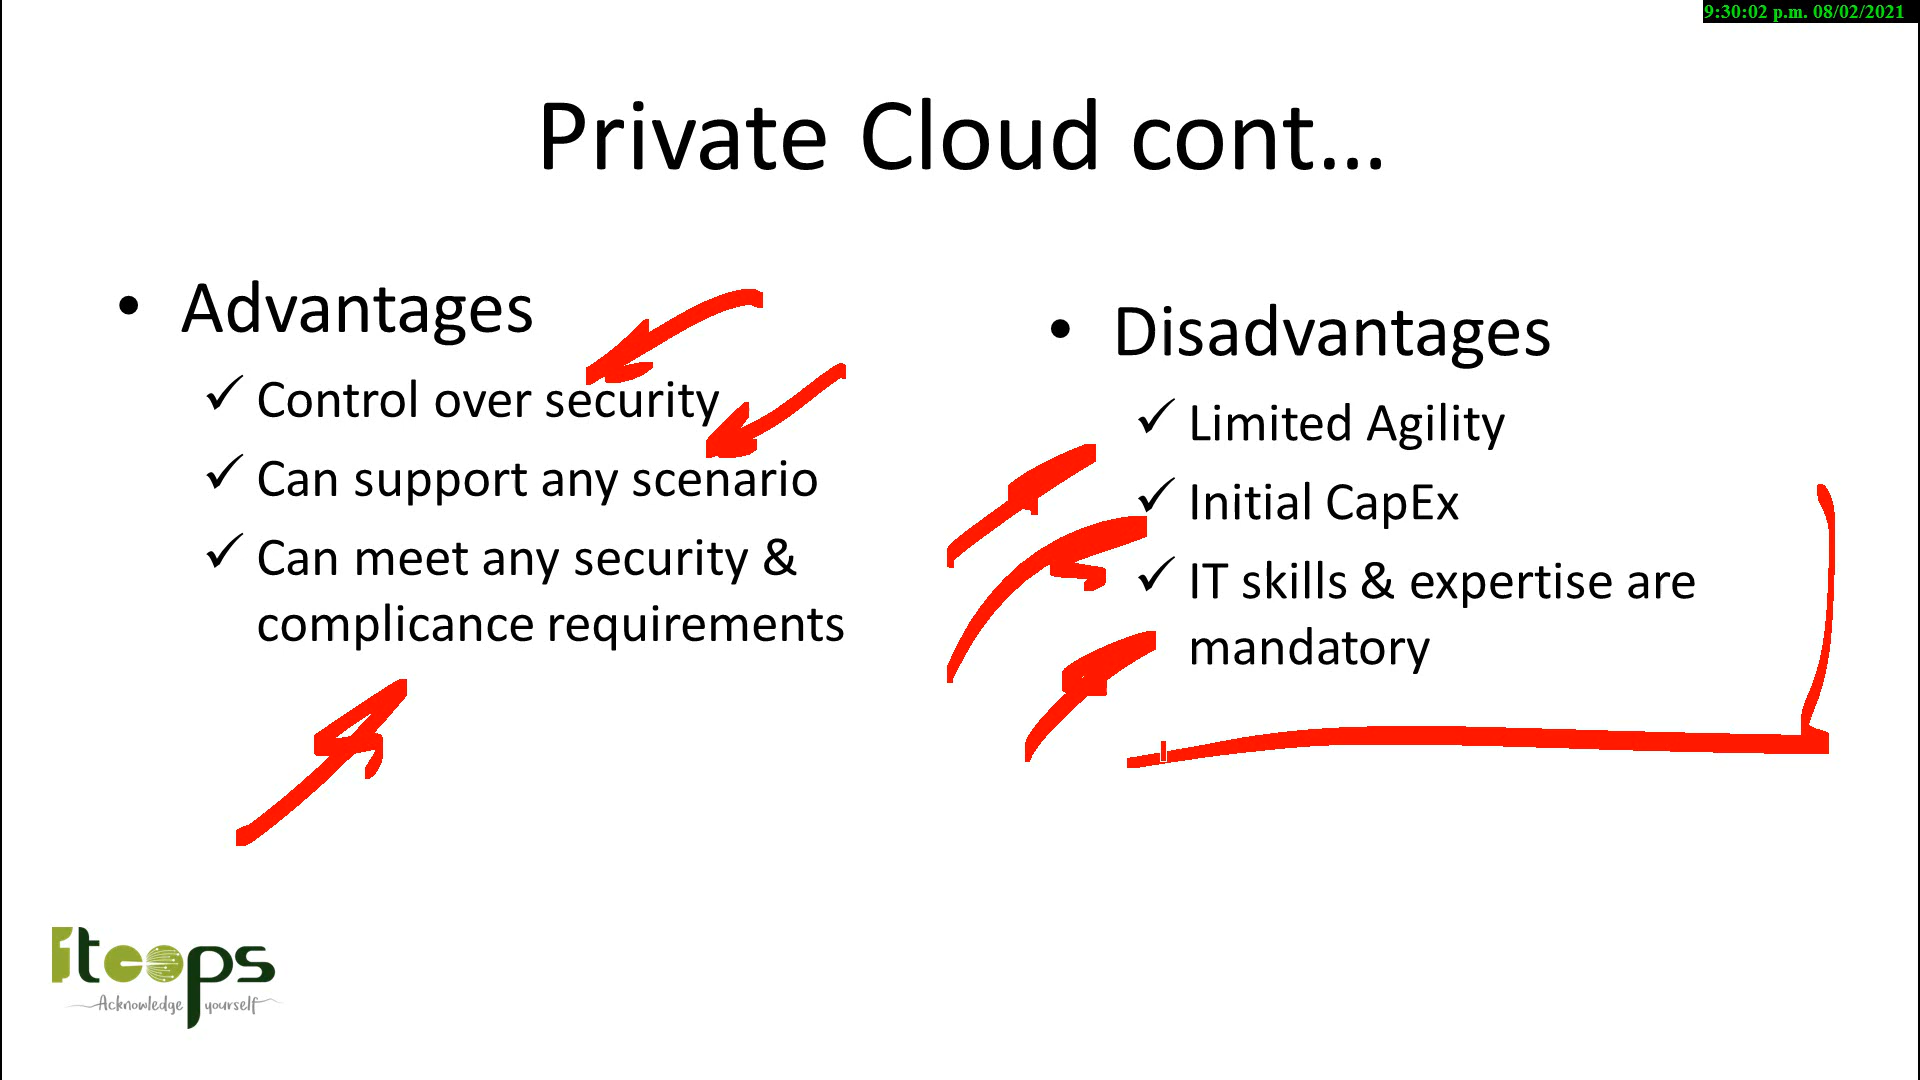 9:30:02 p.m. 08/02/2021
Private Cloud cont...
• Advantages
✓ Control over security
✓ Can support any scenario
✓ Can meet any security &
complicance requirements
• Disadvantages
✓ Limited Agility
✓ Initial CapEx
✓ IT skills & expertise are
mandatory
iteeops
Acknowledge yourself